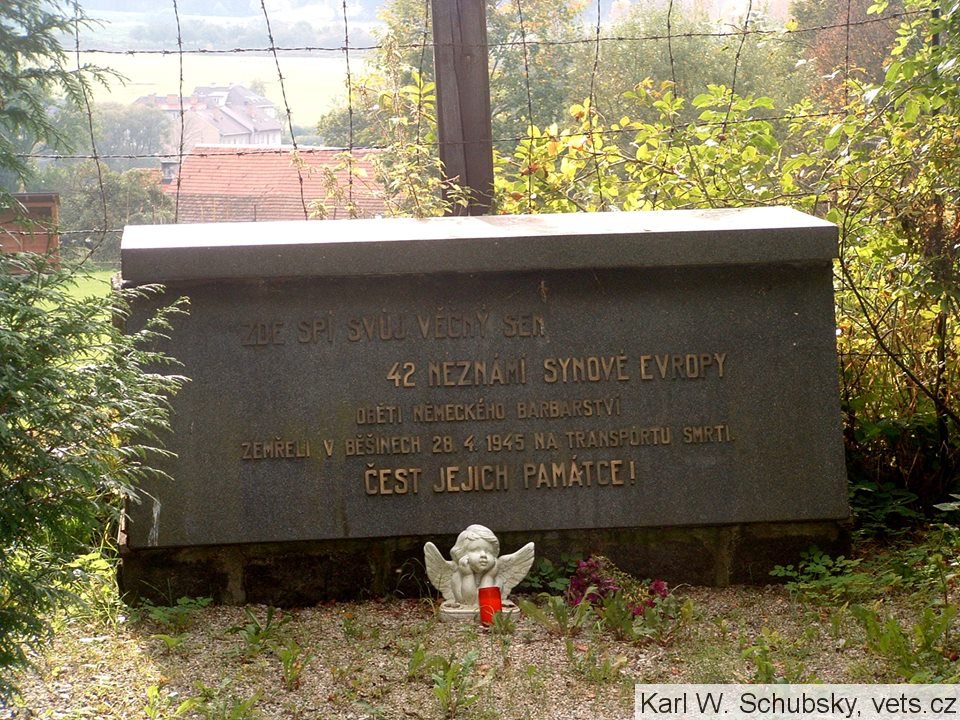 ZDE SPÍ SVŮJ VĚČNÝ SEN
42 NEZNÁMÍ SYNOVÉ EVROPY
OBĚTI NĚMECKÉHO BARBARSTVÍ
ZEMŘELI V BĚŠINECH 28. 4. 1945 NA TRANSPORTU SMRTI.
ČEST JEJICH PAMÁTCE!
Karl W. Schubsky, vets.cz